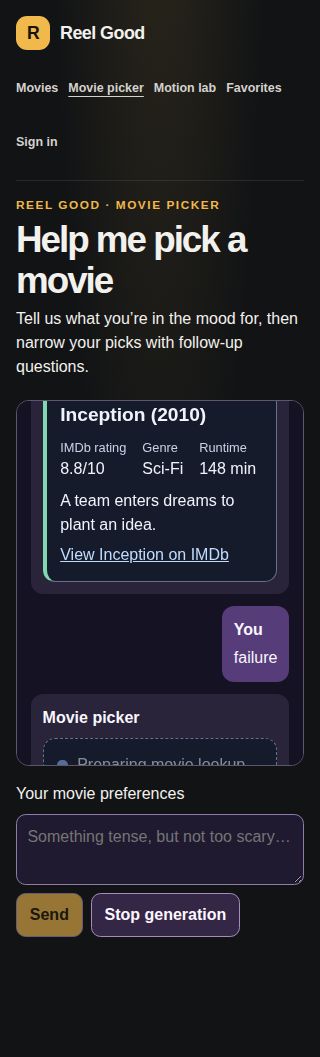 R Reel Good
Movies Movie picker Motion lab Favorites
Sign in
REEL GOOD · MOVIE PICKER
Help me pick a
movie
Tell us what you’re in the mood for, then
narrow your picks with follow-up
questions.
Inception (2010)
IMDb rating Genre Runtime
8.8/10 Sci-Fi 148 min
A team enters dreams to
plant an idea.
View Inception on IMDb
You
failure
Movie picker
Preparing movie lookup
Your movie preferences
Something tense, but not too scary…
Send Stop generation